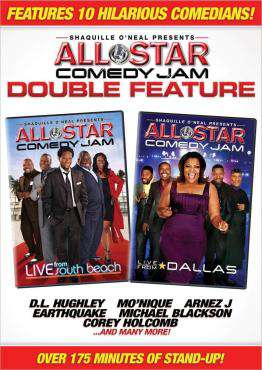 FEATURES 10 HILARIOUS COMEDIANS!
SHAQUILLE O'NEAL PRESENTS
ALL STAR
COMEDY JAM
DOUBLE FEATURE
SHAQUILLE O'NEAL PRESENTS
ALL STAR
COMEDY JAM
LIVE from South beach
SHAQUILLE O'NEAL PRESENTS
ALL STAR
COMEDY JAM
LIVE FROM DALLAS
D.L. HUGHLEY MO'NIQUE ARNEZ J
EARTHQUAKE MICHAEL BLACKSON
COREY HOLCOMB
...AND MANY MORE!
OVER 175 MINUTES OF STAND-UP!